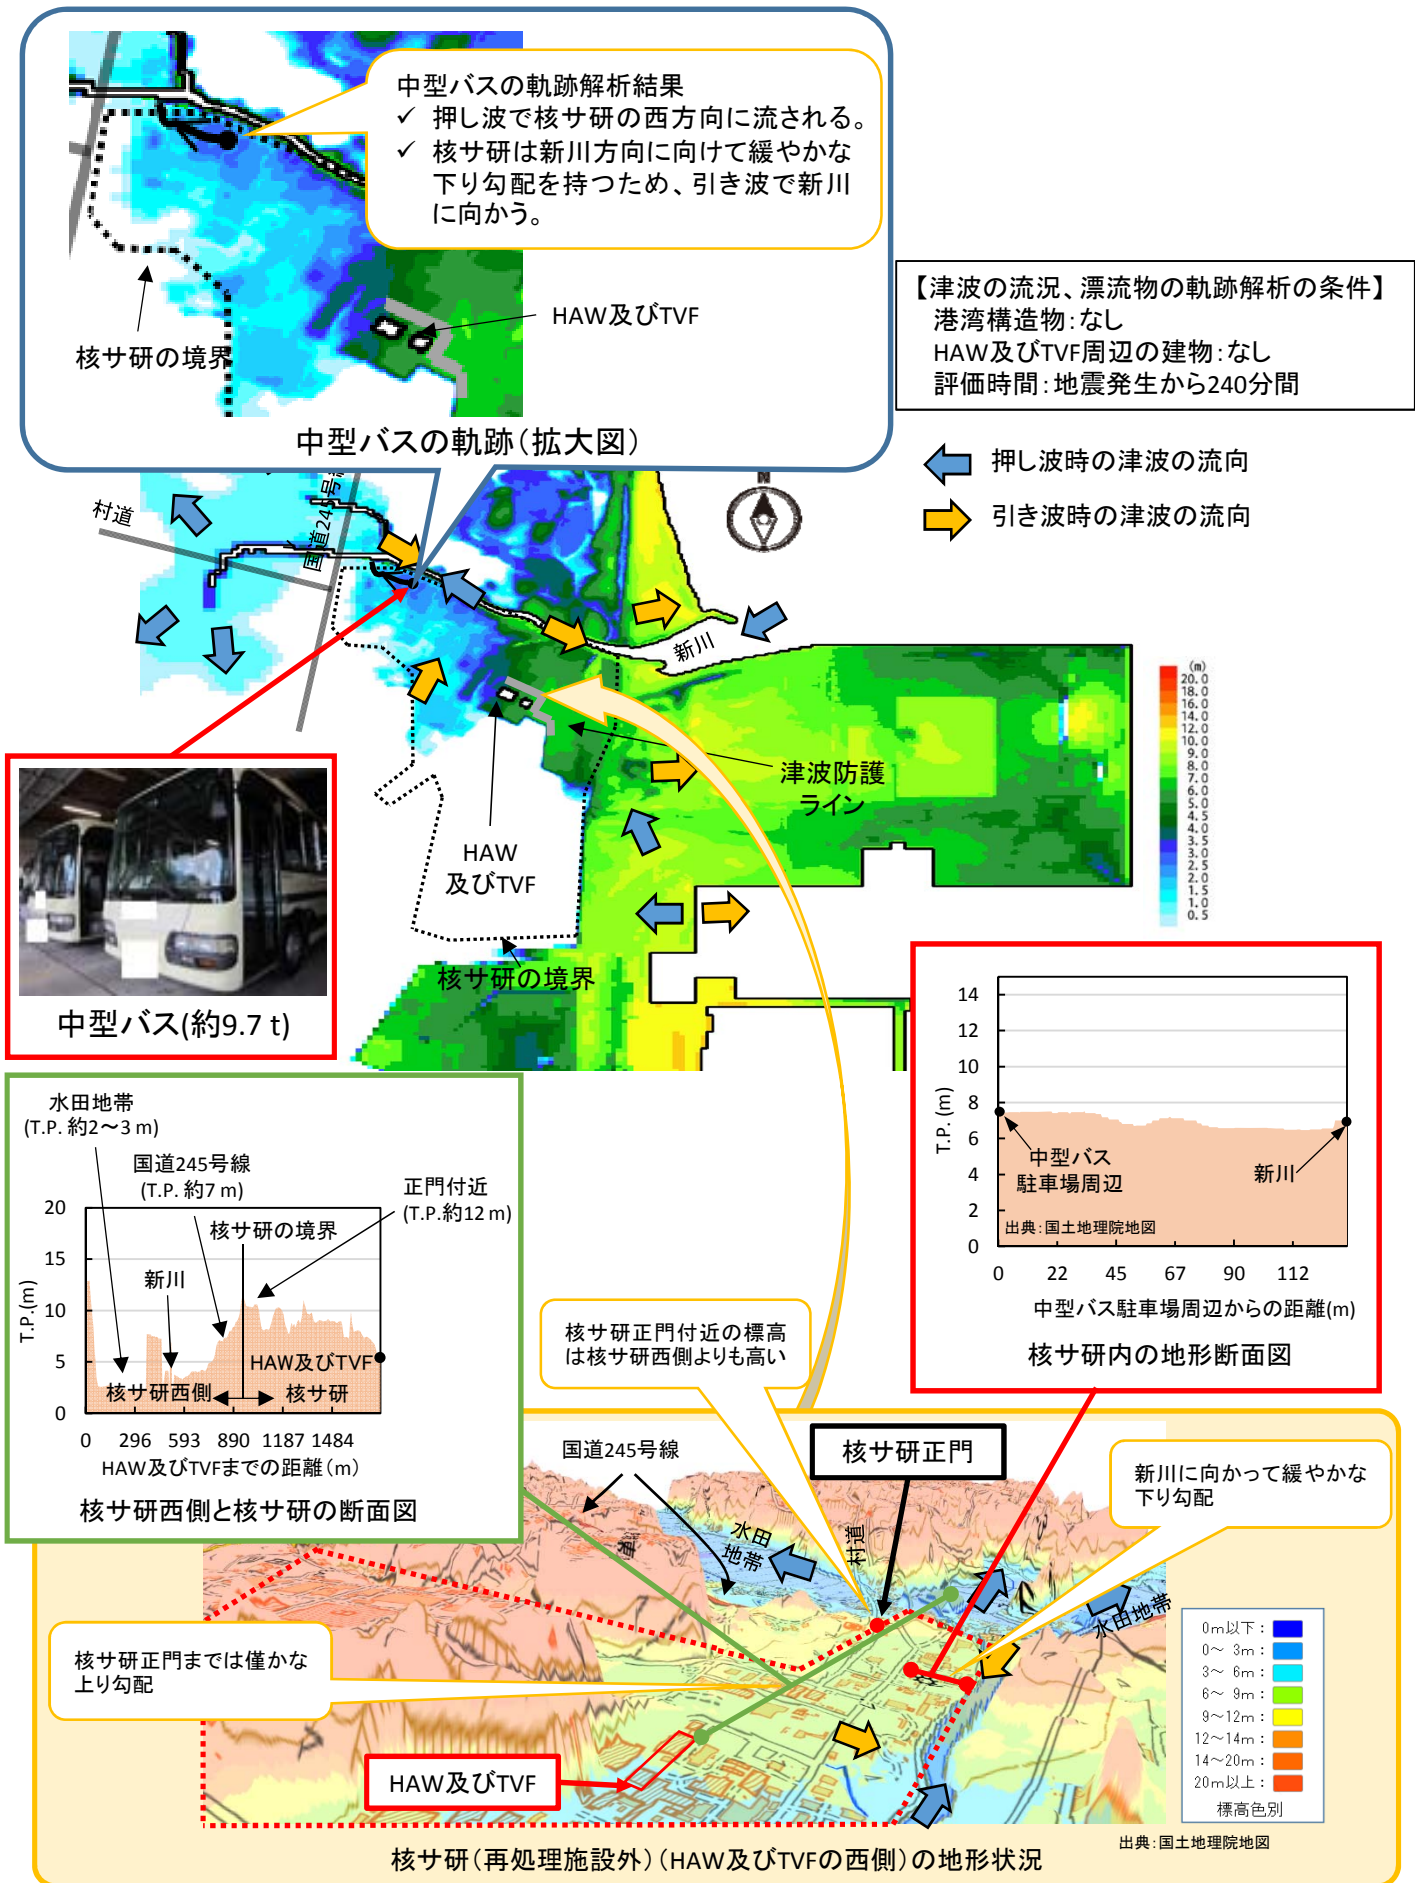 中型バスの軌跡解析結果
✓ 押し波で核サ研の西方向に流される。
✓ 核サ研は新川方向に向けて緩やかな
下り勾配を持つため、引き波で新川
に向かう。
HAW及びTVF
核サ研の境界
中型バスの軌跡（拡大図）
【津波の流況、漂流物の軌跡解析の条件】
港湾構造物：なし
HAW及びTVF周辺の建物：なし
評価時間：地震発生から240分間
押し波時の津波の流向
引き波時の津波の流向
N
村道
国道245号
新川
津波防護
ライン
HAW
及びTVF
核サ研の境界
(m)
20.0
18.0
16.0
14.0
12.0
10.0
9.0
8.0
7.0
6.0
5.0
4.5
4.0
3.5
3.0
2.5
2.0
1.5
1.0
0.5
中型バス(約9.7 t)
14
12
10
8
6
4
2
0
T.P. (m)
中型バス
駐車場周辺
新川
出典：国土地理院地図
0 22 45 67 90 112
中型バス駐車場周辺からの距離(m)
核サ研内の地形断面図
水田地帯
(T.P. 約2～3 m)
国道245号線
(T.P. 約7 m)
正門付近
(T.P.約12 m)
核サ研の境界
新川
20
15
10
5
0
T.P.(m)
HAW及びTVF
核サ研西側
核サ研
0 296 593 890 1187 1484
HAW及びTVFまでの距離（m）
核サ研西側と核サ研の断面図
核サ研正門付近の標高
は核サ研西側よりも高い
国道245号線
核サ研正門
新川に向かって緩やかな
下り勾配
水田
地帯
村道
水田地帯
核サ研正門までは僅かな
上り勾配
HAW及びTVF
0m以下：
0～ 3m：
3～ 6m：
6～ 9m：
9～12m：
12～14m：
14～20m：
20m以上：
標高色別
出典：国土地理院地図
核サ研（再処理施設外）（HAW及びTVFの西側）の地形状況